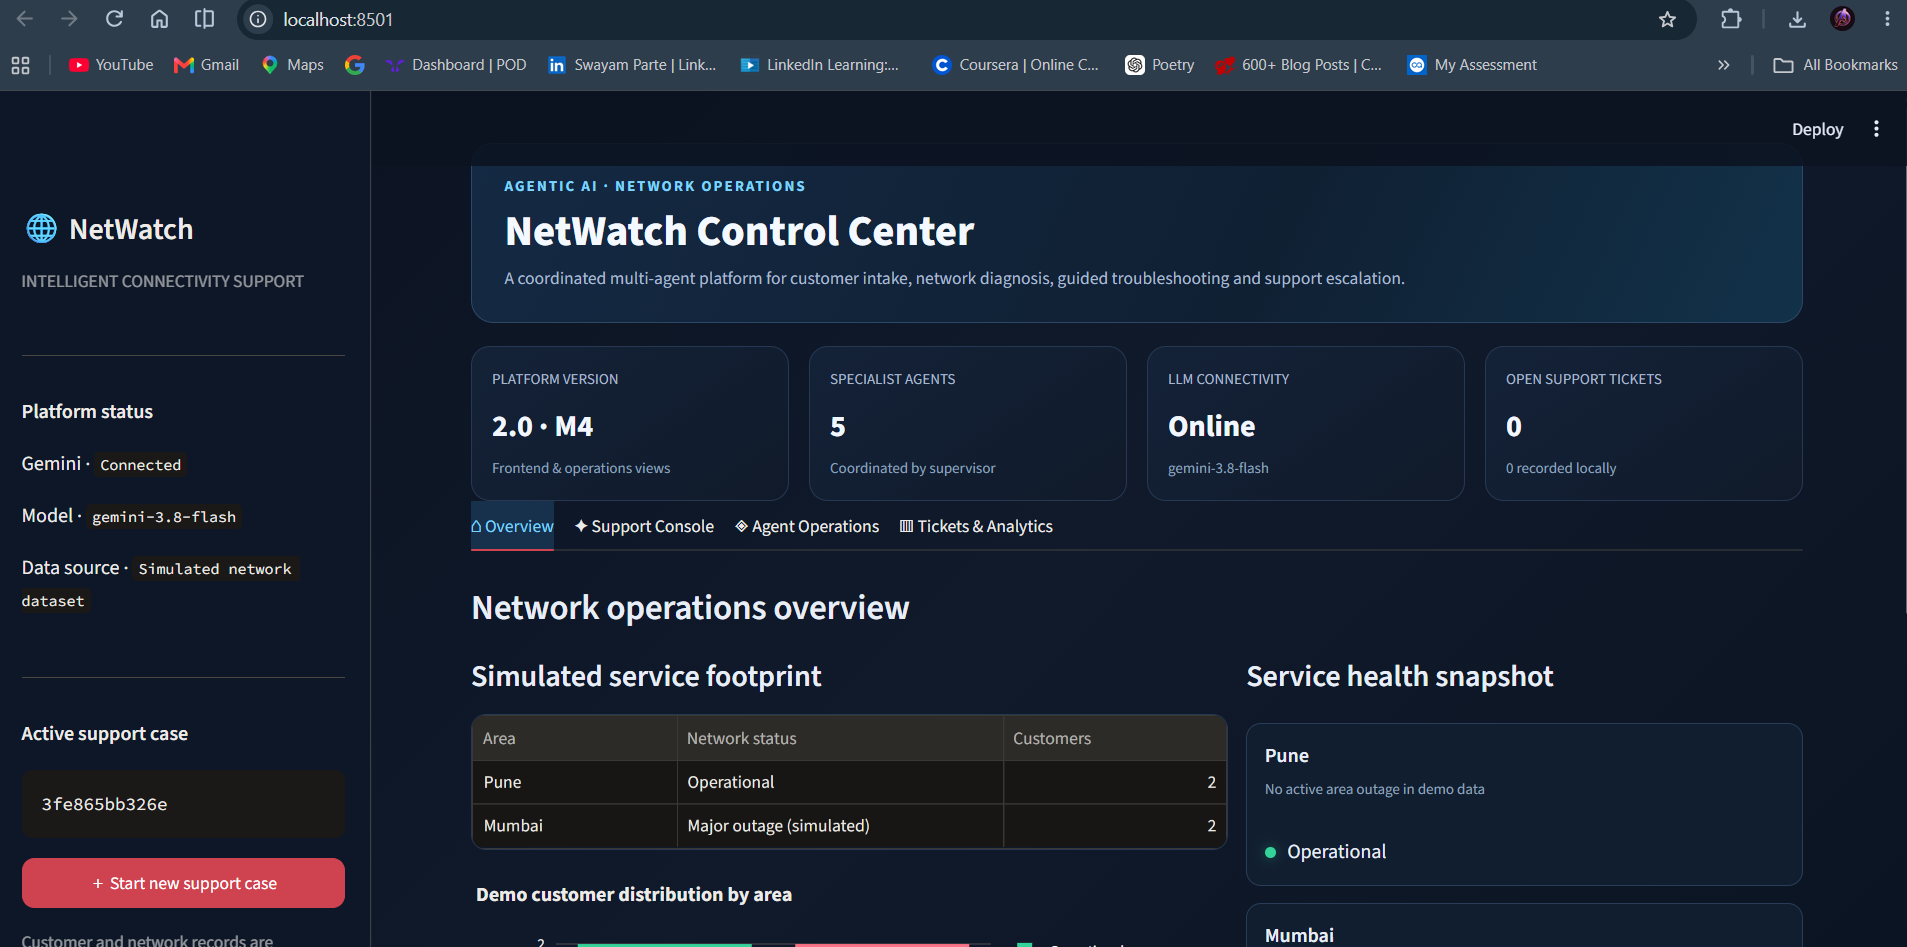 localhost:8501
YouTube
Gmail
Maps
Dashboard | POD
Swayam Parte | Link...
LinkedIn Learning:...
Coursera | Online C...
Poetry
600+ Blog Posts | C...
My Assessment
All Bookmarks
Deploy
NetWatch
INTELLIGENT CONNECTIVITY SUPPORT
Platform status
Gemini · Connected
Model · gemini-3.8-flash
Data source · Simulated network
dataset
Active support case
3fe865bb326e
+ Start new support case
Customer and network records are
AGENTIC AI · NETWORK OPERATIONS
NetWatch Control Center
A coordinated multi-agent platform for customer intake, network diagnosis, guided troubleshooting and support escalation.
PLATFORM VERSION
2.0 · M4
Frontend & operations views
SPECIALIST AGENTS
5
Coordinated by supervisor
LLM CONNECTIVITY
Online
gemini-3.8-flash
OPEN SUPPORT TICKETS
0
0 recorded locally
⌂ Overview
✦ Support Console
◈ Agent Operations
▥ Tickets & Analytics
Network operations overview
Simulated service footprint
Area Network status Customers
Pune Operational 2
Mumbai Major outage (simulated) 2
Demo customer distribution by area
2
Service health snapshot
Pune
No active area outage in demo data
Operational
Mumbai